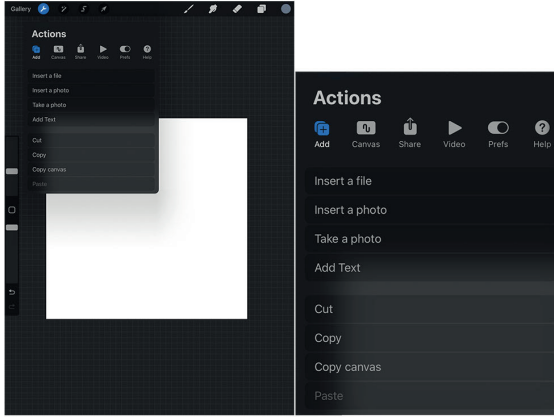 Gallery
Actions
Add Canvas Share Video Prefs Help
Insert a file
Insert a photo
Take a photo
Add Text
Cut
Copy
Copy canvas
Paste
Actions
Add Canvas Share Video Prefs Help
Insert a file
Insert a photo
Take a photo
Add Text
Cut
Copy
Copy canvas
Paste